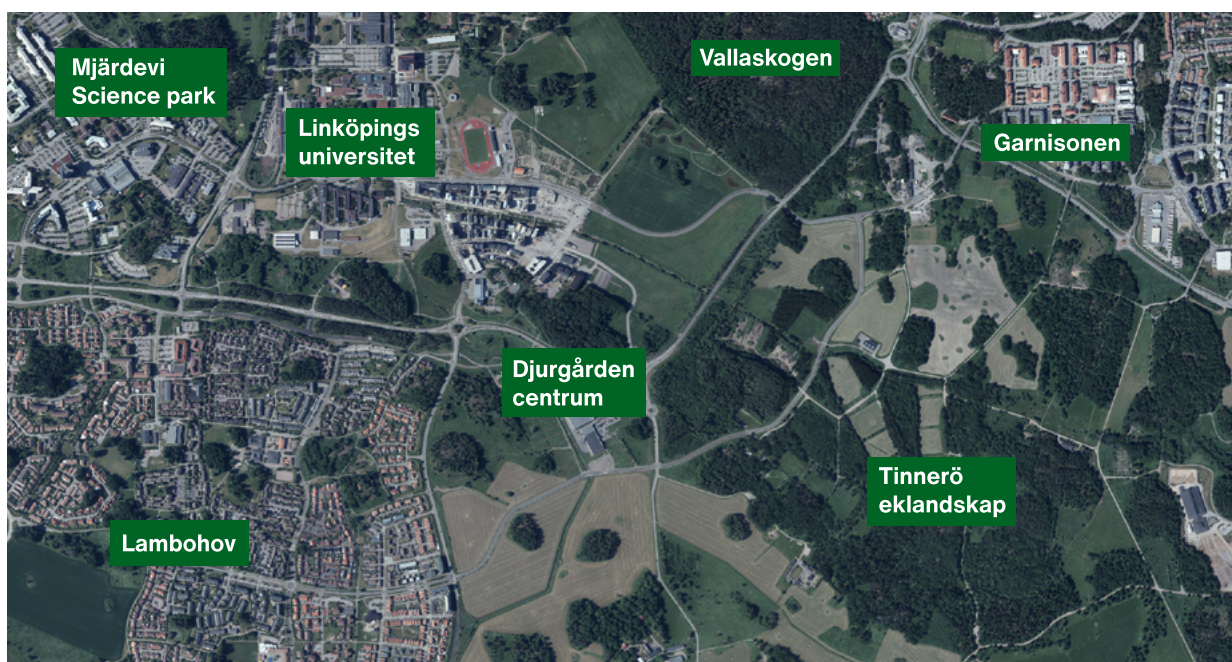 Mjärdevi
Science park
Linköpings
universitet
Vallaskogen
Garnisonen
Djurgården
centrum
Tinnerö
eklandskap
Lambohov